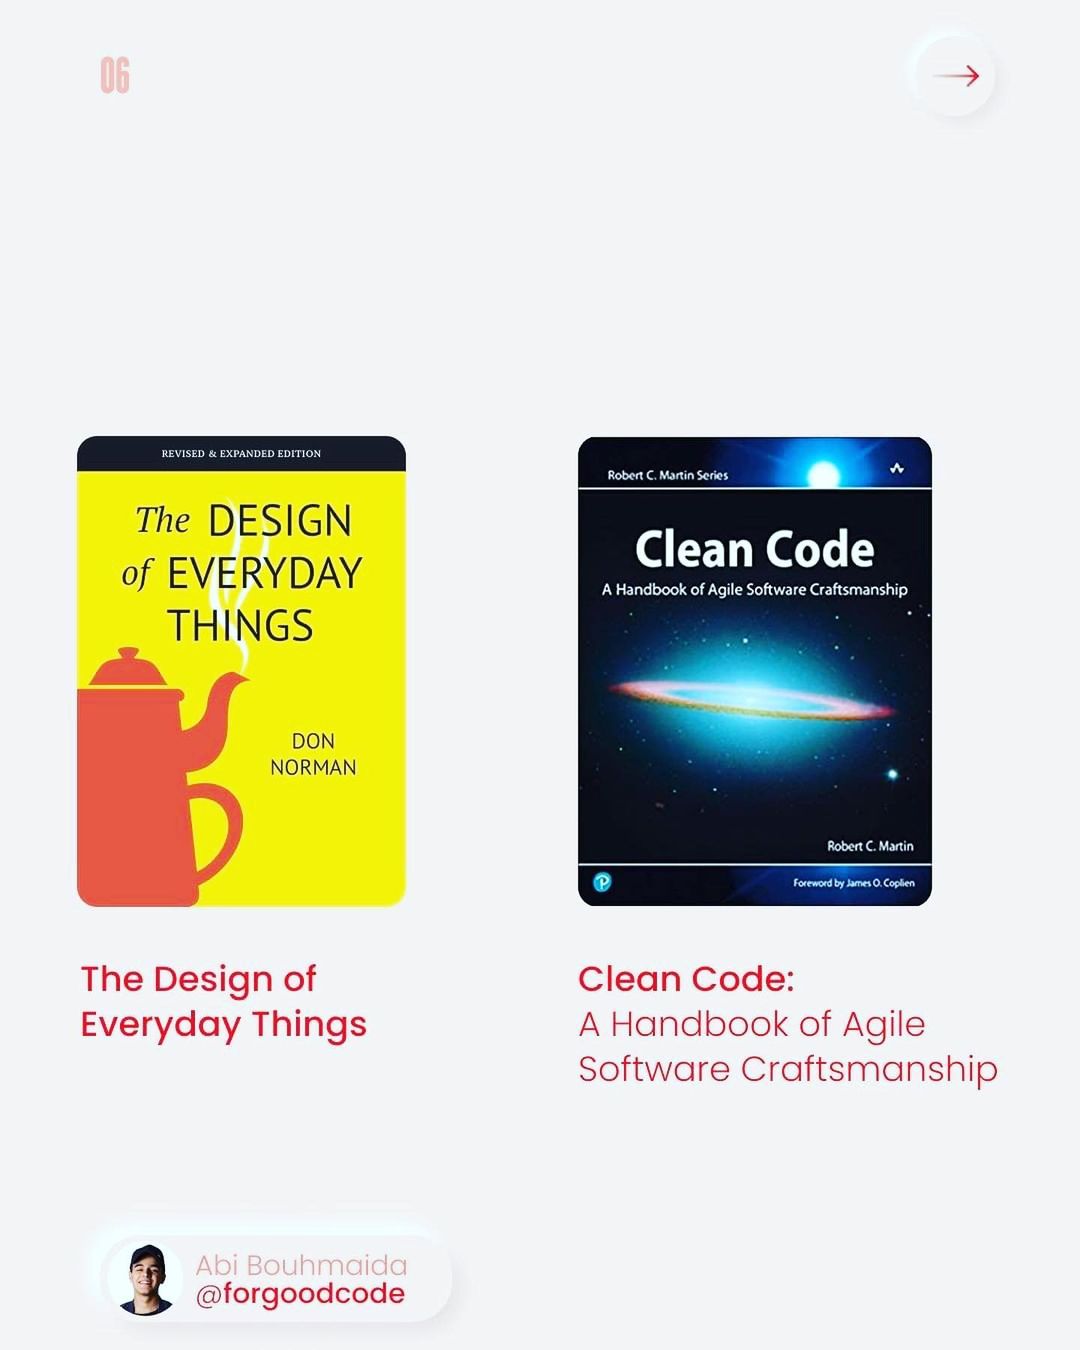 06
REVISED & EXPANDED EDITION
The DESIGN
of EVERYDAY
THINGS
DON
NORMAN
The Design of
Everyday Things
Robert C. Martin Series
Clean Code
A Handbook of Agile Software Craftsmanship
Robert C. Martin
Foreword by James O. Coplien
P
Clean Code:
A Handbook of Agile
Software Craftsmanship
Abi Bouhmaida
@forgoodcode